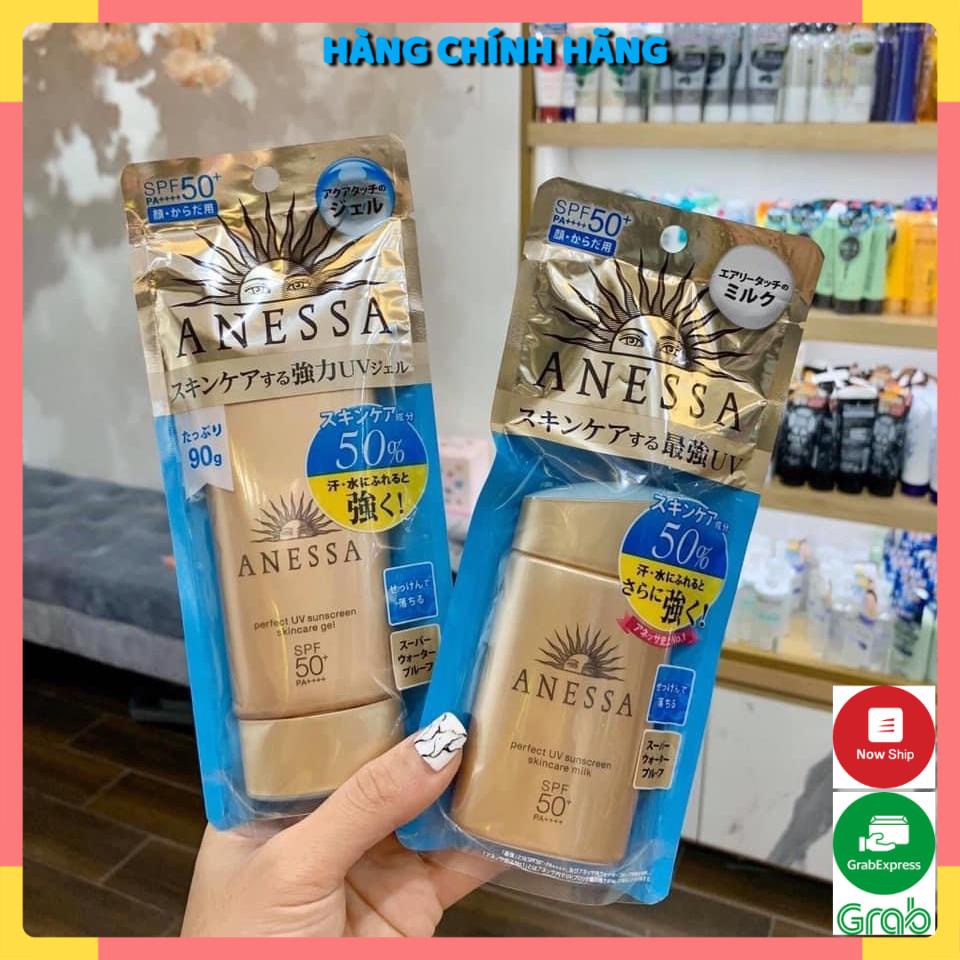 HÀNG CHÍNH HÃNG
SPF50+
PA++++
顔・からだ用
アクアタッチの
ジェル
ANESSA
スキンケアする強力UVジェル
たっぷり
90g
スキンケア成分
50%
汗・水にふれると
強く!
ANESSA
perfect UV sunscreen
skincare gel
SPF
50+
PA++++
せっけんで
落ちる
スーパー
ウォーター
プルーフ
SPF50+
PA++++
顔・からだ用
エアリータッチの
ミルク
ANESSA
スキンケアする最強UV
スキンケア成分
50%
汗・水にふれると
さらに強く!
アネッサ史上No.1
ANESSA
perfect UV sunscreen
skincare milk
SPF
50+
PA++++
せっけんで
落ちる
スーパー
ウォーター
プルーフ
Now Ship
GrabExpress
Grab